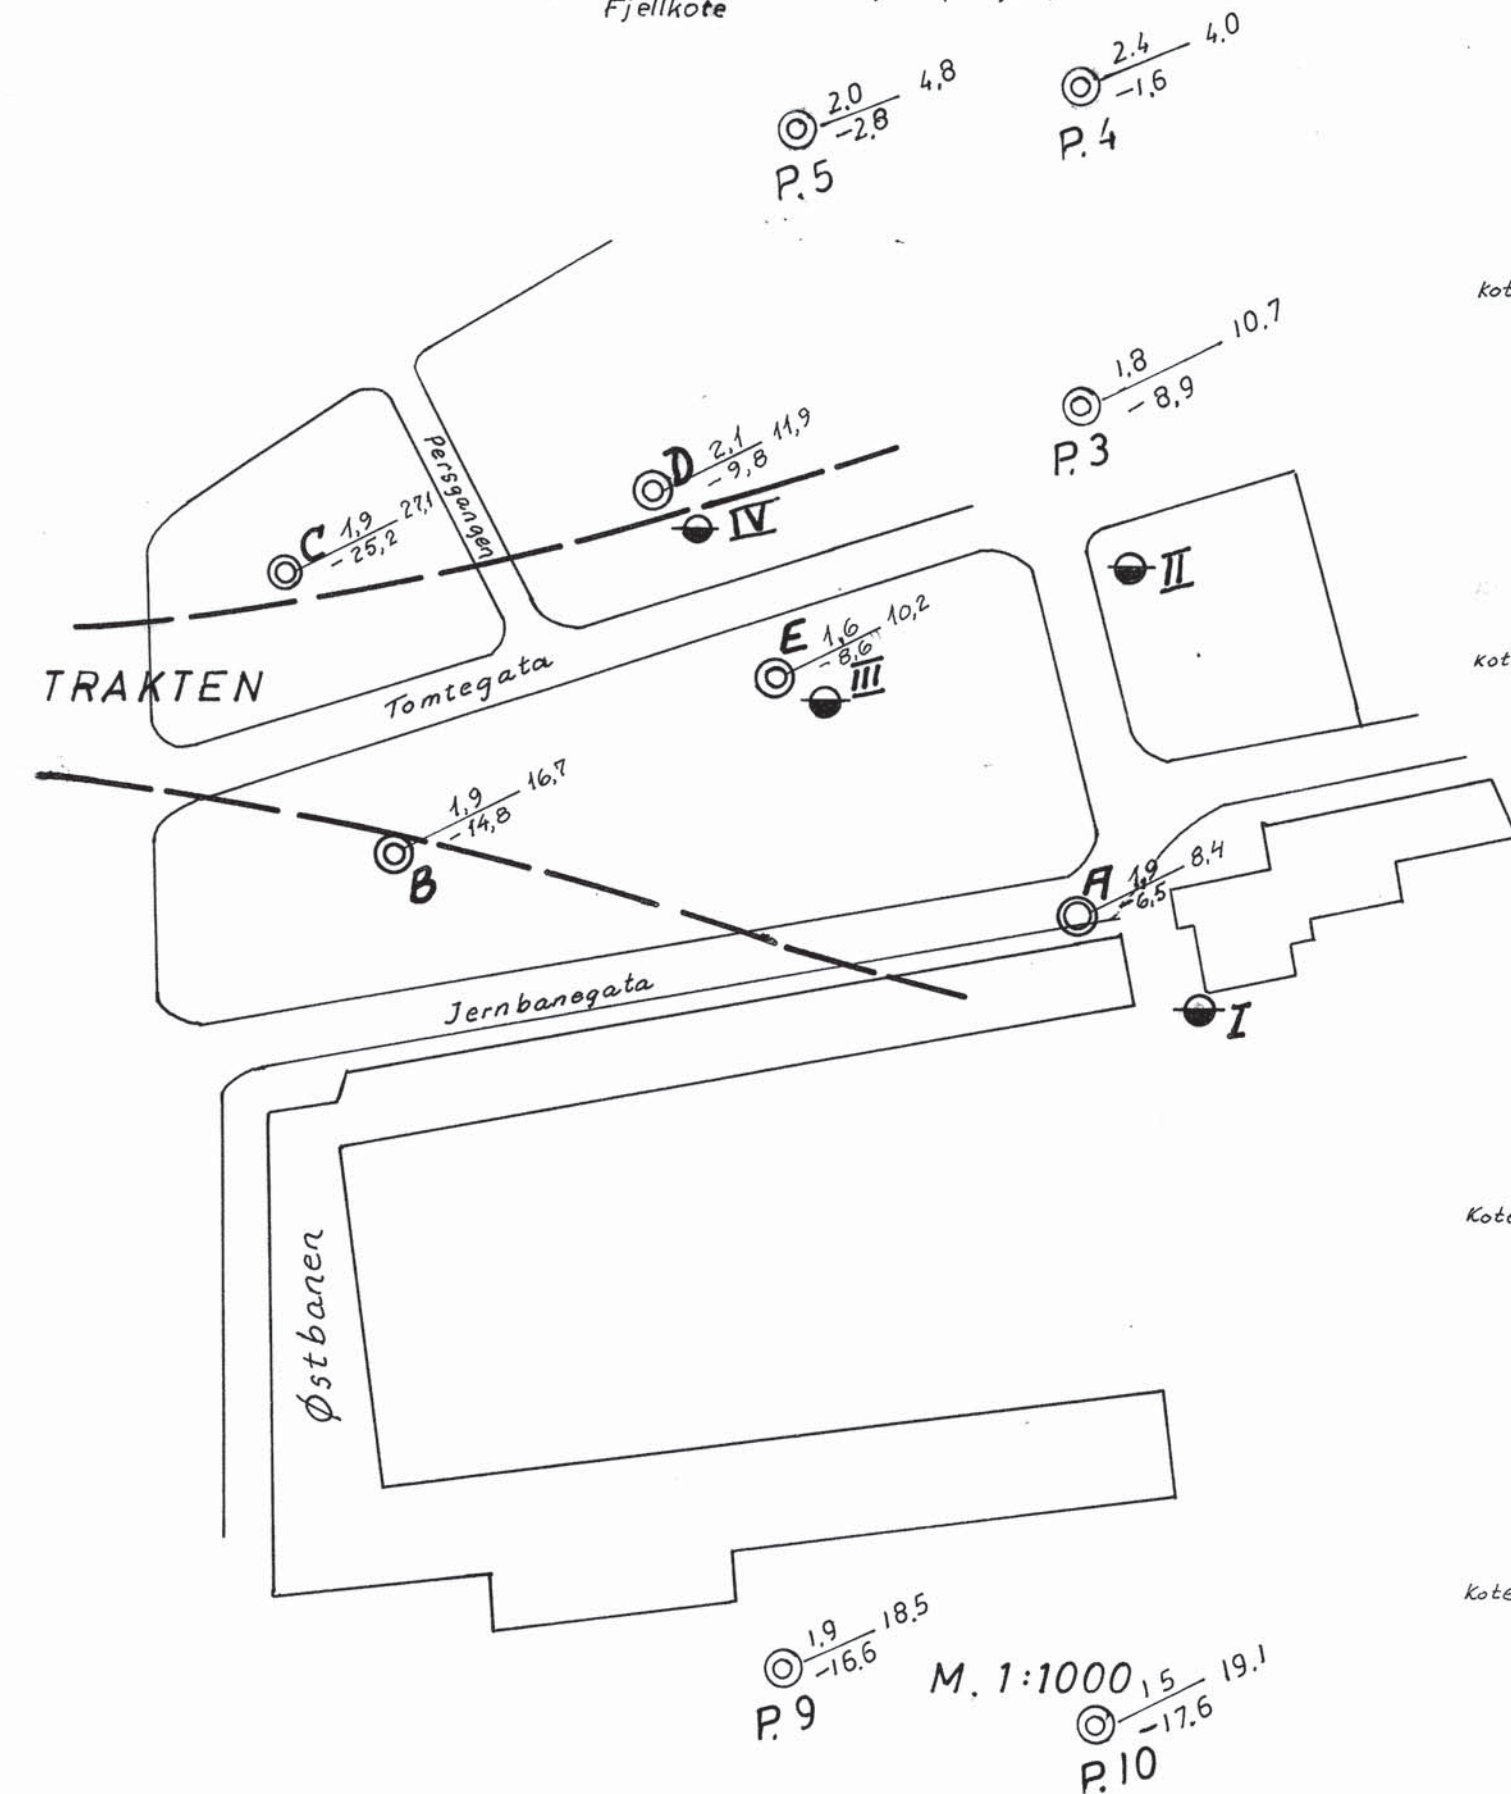 Fjellkote
2.4 4.0
-1,6
P. 4
2.0 4,8
-2,8
P. 5
1,8 10.7
-8,9
P. 3
Persgangen
D 2,1 11,9
-9,8
IV
C 1,9 27,1
-25,2
II
E 1,6 10,2
-8,6
III
TRAKTEN
Tomtegata
1,9 16,7
-14,8
B
A 1,9 8,4
-6,5
Jernbanegata
I
Østbanen
1.9 18.5
-16.6
P. 9
M. 1:1000
1 5 19.1
-17.6
P. 10